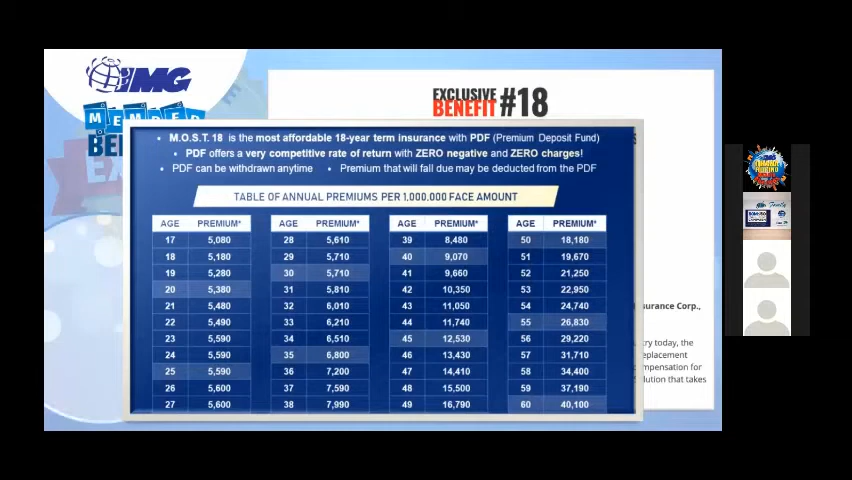 IMG
MEMBER
BE
EXCLUSIVE
BENEFIT #18
• M.O.S.T. 18 is the most affordable 18-year term insurance with PDF (Premium Deposit Fund)
• PDF offers a very competitive rate of return with ZERO negative and ZERO charges!
• PDF can be withdrawn anytime • Premium that will fall due may be deducted from the PDF
TABLE OF ANNUAL PREMIUMS PER 1,000.000 FACE AMOUNT
AGE PREMIUM* AGE PREMIUM* AGE PREMIUM* AGE PREMIUM*
17 5,080 28 5,610 39 8,480 50 18,180
18 5,180 29 5,710 40 9,070 51 19,670
19 5,280 30 5,710 41 9,660 52 21,250
20 5,380 31 5,810 42 10,350 53 22,950
21 5,480 32 6,010 43 11,050 54 24,740
22 5,490 33 6,210 44 11,740 55 26,830
23 5,590 34 6,510 45 12,530 56 29,220
24 5,590 35 6,800 46 13,430 57 31,710
25 5,590 36 7,200 47 14,410 58 34,400
26 5,600 37 7,590 48 15,500 59 37,190
27 5,600 38 7,990 49 16,790 60 40,100
surance Corp.,
try today, the
eplacement
ompensation for
olution that takes